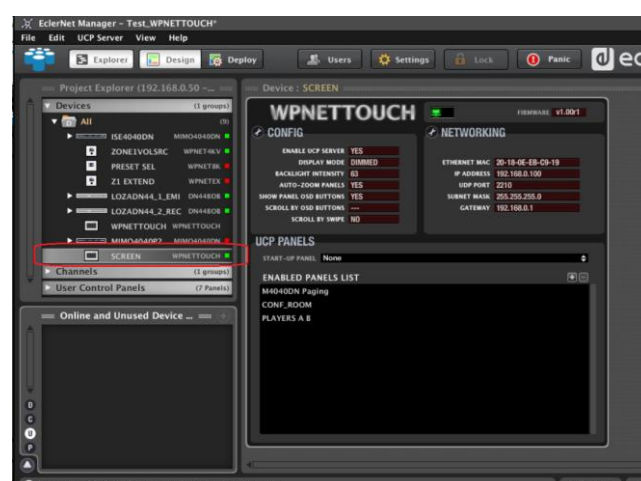 EclerNet Manager - Test_WPNETTOUCH*
File Edit UCP Server View Help
Explorer Design Deploy Users Settings Lock Panic ec
Project Explorer (192.168.0.50 -...
Devices (1 groups)
All (9)
ISE4040DN MIMO4040DN
ZONE1VOLSRC WPNET4KV
PRESET SEL WPNET8K
Z1 EXTEND WPNETEX
LOZADN44_1_EMI DN44BOB
LOZADN44_2_REC DN44BOB
WPNETTOUCH WPNETTOUCH
MIMO4040P2 MIMO4040DN
SCREEN WPNETTOUCH
Channels (1 groups)
User Control Panels (7 Panels)
Online and Unused Device ...
D
C
U
P
Device : SCREEN
WPNETTOUCH FIRMWARE v1.00r1
CONFIG
ENABLE UCP SERVER YES
DISPLAY MODE DIMMED
BACKLIGHT INTENSITY 63
AUTO-ZOOM PANELS YES
SHOW PANEL OSD BUTTONS YES
SCROLL BY OSD BUTTONS ---
SCROLL BY SWIPE NO
NETWORKING
ETHERNET MAC 20-18-0E-EB-C9-19
IP ADDRESS 192.168.0.100
UDP PORT 2210
SUBNET MASK 255.255.255.0
GATEWAY 192.168.0.1
UCP PANELS
START-UP PANEL None
ENABLED PANELS LIST
M4040DN Paging
CONF_ROOM
PLAYERS A B